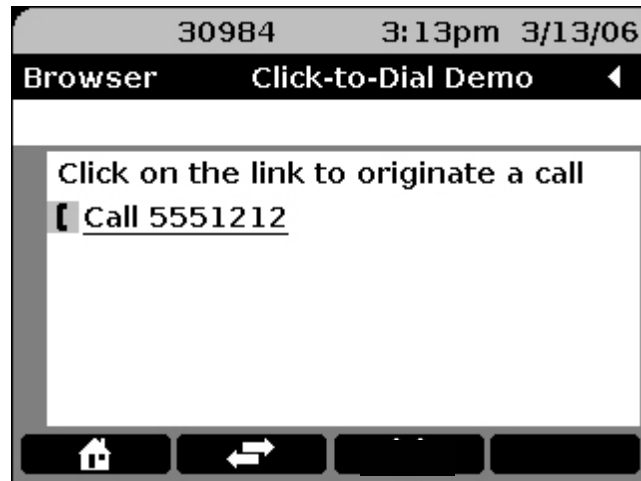 30984 3:13pm 3/13/06
Browser Click-to-Dial Demo
Click on the link to originate a call
Call 5551212